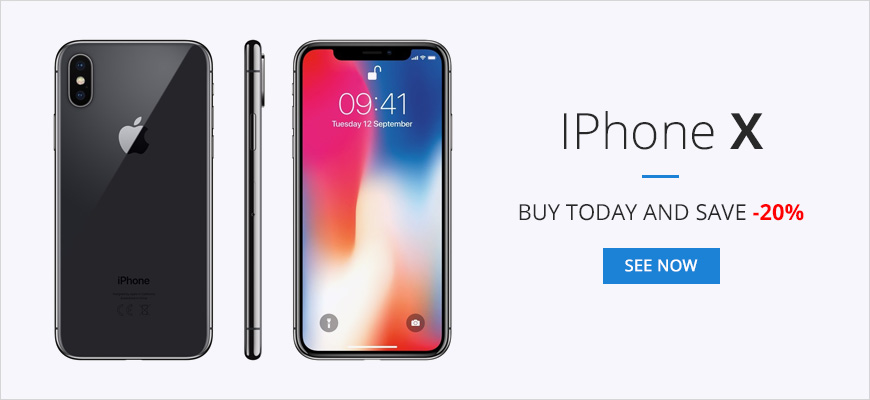 09:41
Tuesday 12 September
iPhone
IPhone X
BUY TODAY AND SAVE -20%
SEE NOW